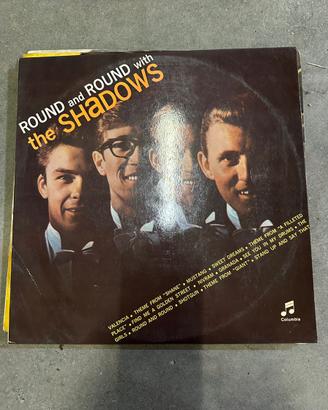 ROUND and ROUND with
the SHadOWS
VALENCIA • THEME FROM "SHANE" • MUSTANG • SWEET DREAMS • THEME FROM "A FILLETED
PLACE" • FIND ME A GOLDEN STREET • NIVRAM • GRANADA • SEE YOU IN MY DRUMS • THE
GIRLS • ROUND AND ROUND • SHOTGUN • THEME FROM "GIANT" • STAND UP AND SAY THAT
Columbia